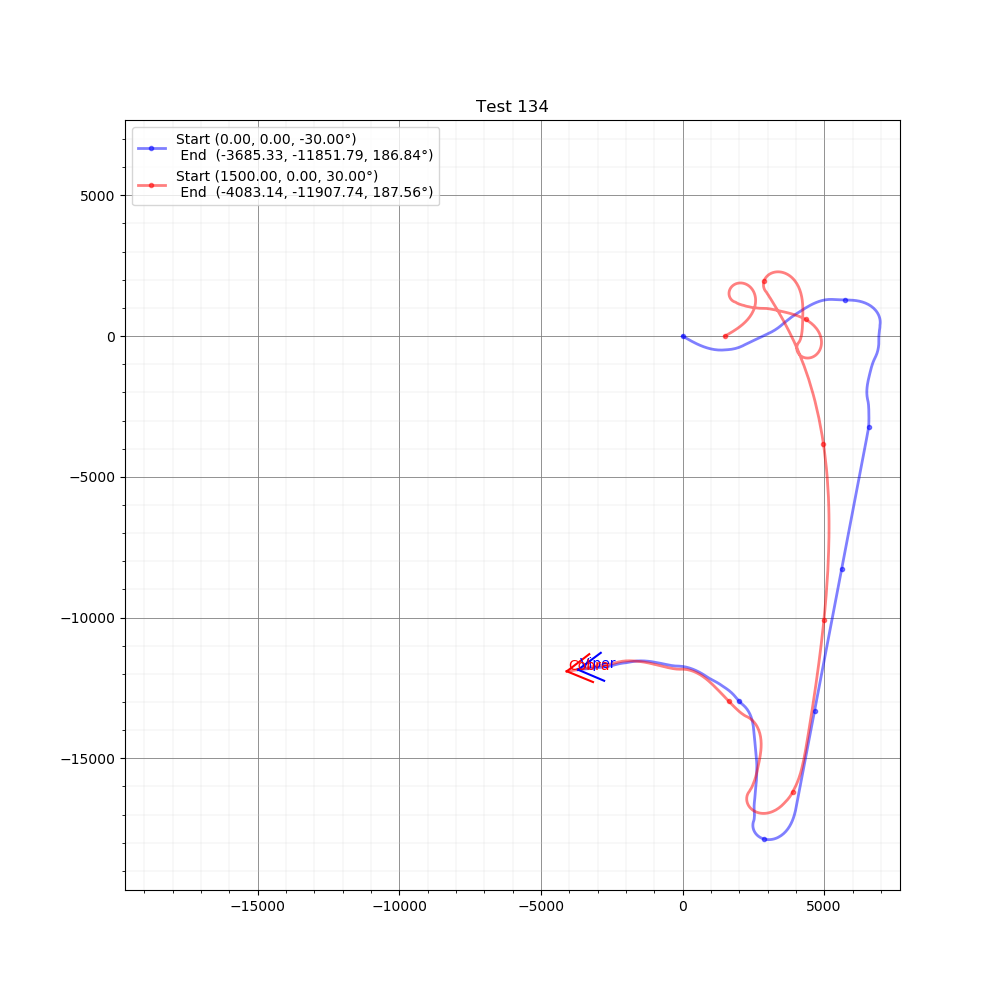 Test 134
Start (0.00, 0.00, -30.00°)
End (-3685.33, -11851.79, 186.84°)
Start (1500.00, 0.00, 30.00°)
End (-4083.14, -11907.74, 187.56°)
5000
0
−5000
−10000
−15000
−15000
−10000
−5000
0
5000